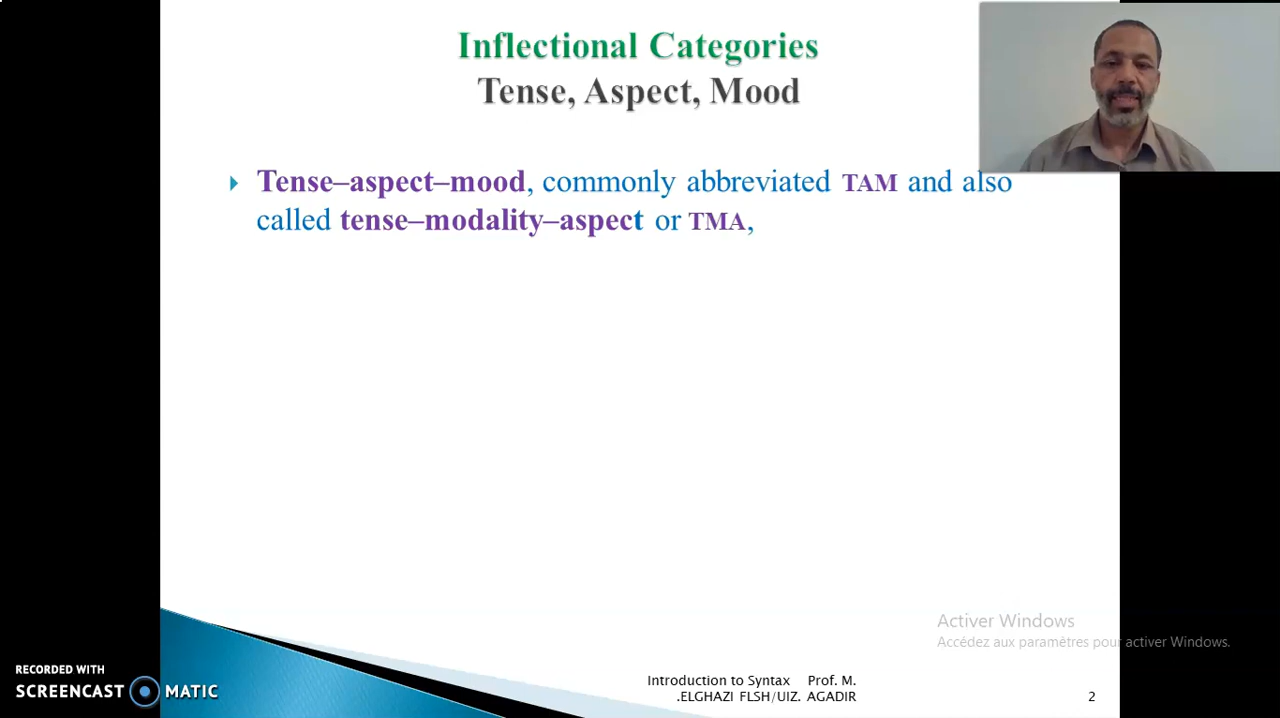 Inflectional Categories
Tense, Aspect, Mood
Tense–aspect–mood, commonly abbreviated TAM and also
called tense–modality–aspect or TMA,
Activer Windows
Accédez aux paramètres pour activer Windows.
RECORDED WITH
SCREENCAST MATIC
Introduction to Syntax Prof. M.
.ELGHAZI FLSH/UIZ. AGADIR
2